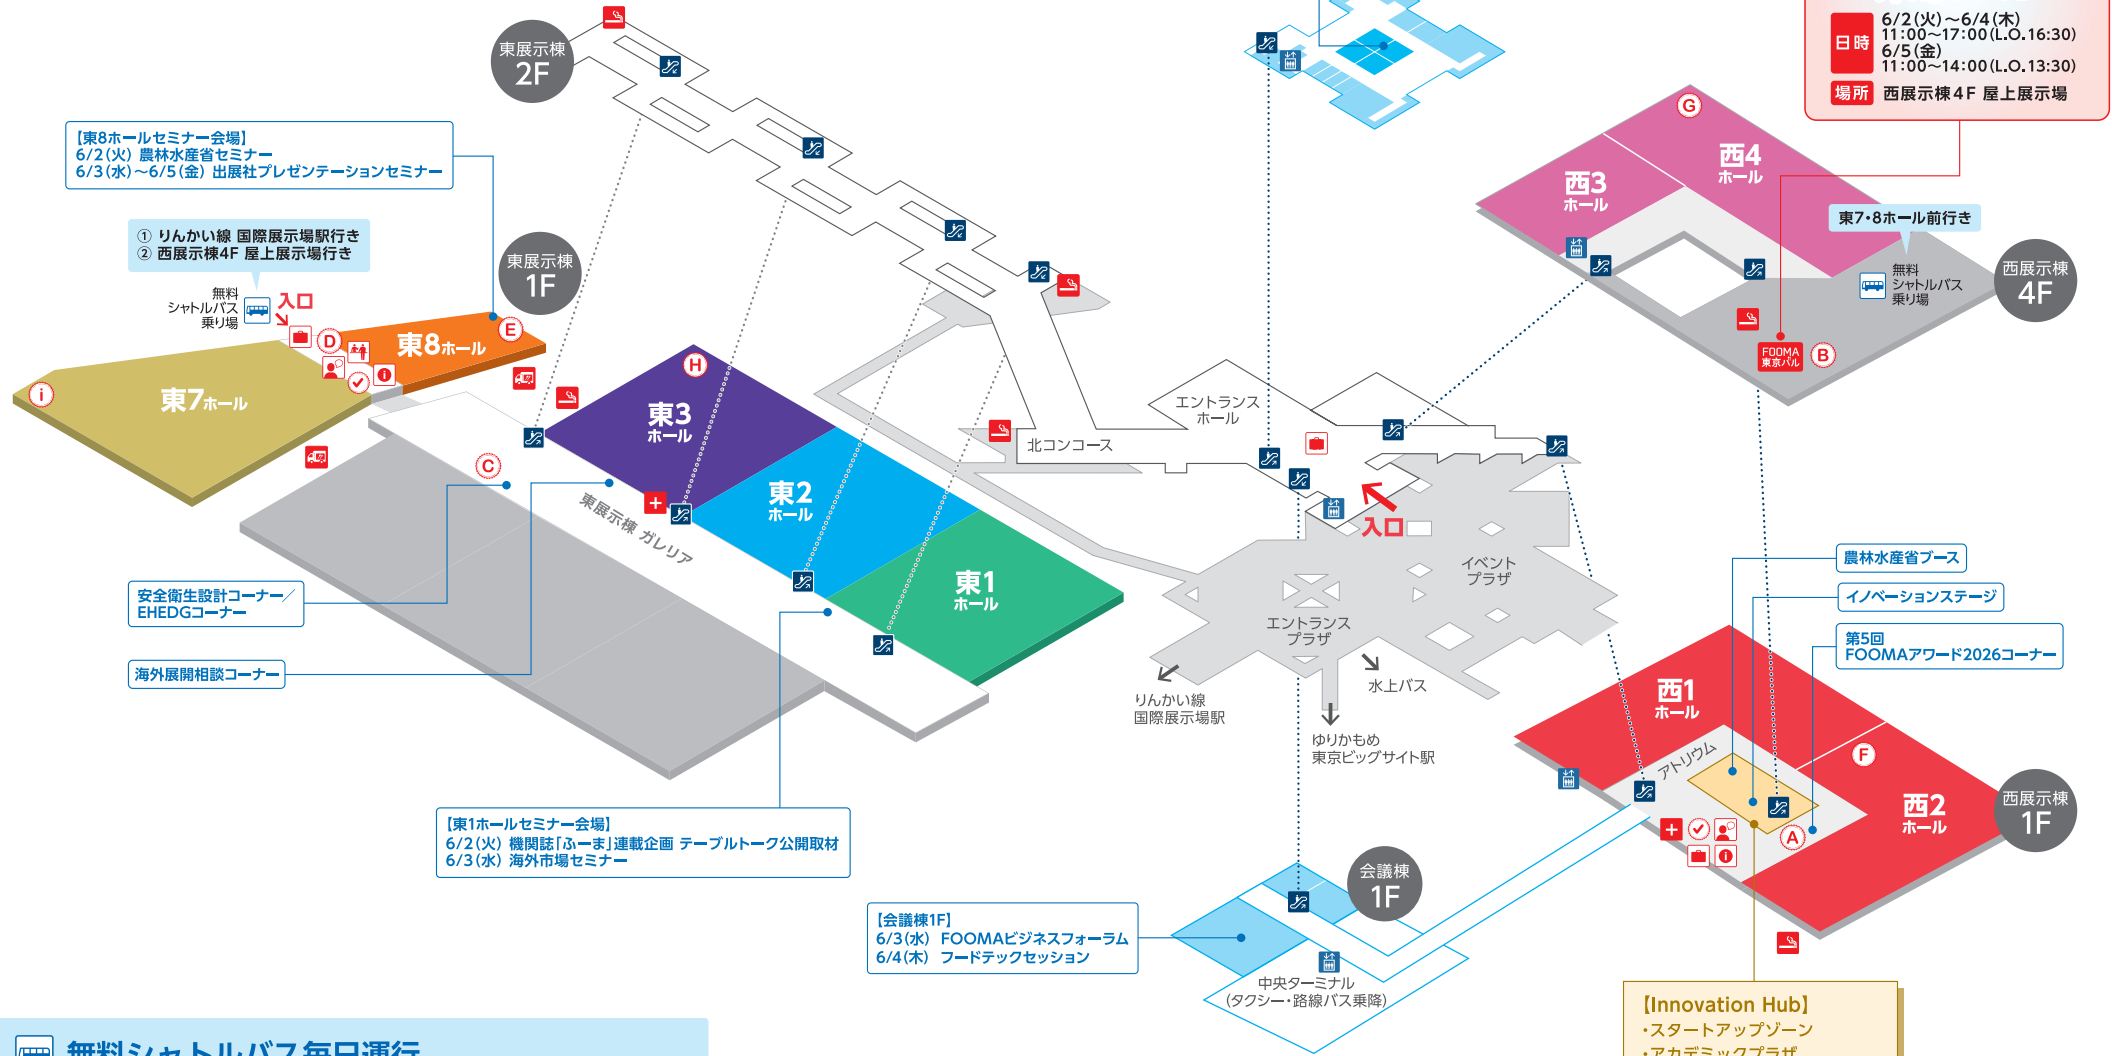 東展示棟
2F
日時
6/2(火)～6/4(木)
11:00～17:00(L.O.16:30)
6/5(金)
11:00～14:00(L.O.13:30)
場所
西展示棟4F 屋上展示場
【東8ホールセミナー会場】
6/2(火) 農林水産省セミナー
6/3(水)～6/5(金) 出展社プレゼンテーションセミナー
① りんかい線 国際展示場駅行き
② 西展示棟4F 屋上展示場行き
無料
シャトルバス
乗り場
入口
東展示棟
1F
D
E
東8ホール
i
東7ホール
H
東3
ホール
東2
ホール
東1
ホール
C
東展示棟 ガレリア
安全衛生設計コーナー／
EHEDGコーナー
海外展開相談コーナー
【東1ホールセミナー会場】
6/2(火) 機関誌「ふーま」連載企画 テーブルトーク公開取材
6/3(水) 海外市場セミナー
エントランス
ホール
北コンコース
入口
イベント
プラザ
エントランス
プラザ
りんかい線
国際展示場駅
水上バス
ゆりかもめ
東京ビッグサイト駅
G
西4
ホール
西3
ホール
東7・8ホール前行き
無料
シャトルバス
乗り場
西展示棟
4F
FOOMA
東京バル
B
農林水産省ブース
イノベーションステージ
第5回
FOOMAアワード2026コーナー
西1
ホール
アトリウム
F
西2
ホール
A
西展示棟
1F
会議棟
1F
【会議棟1F】
6/3(水) FOOMAビジネスフォーラム
6/4(木) フードテックセッション
中央ターミナル
(タクシー・路線バス乗降)
【Innovation Hub】
・スタートアップゾーン
・アカデミックプラザ
無料シャトルバス毎日運行